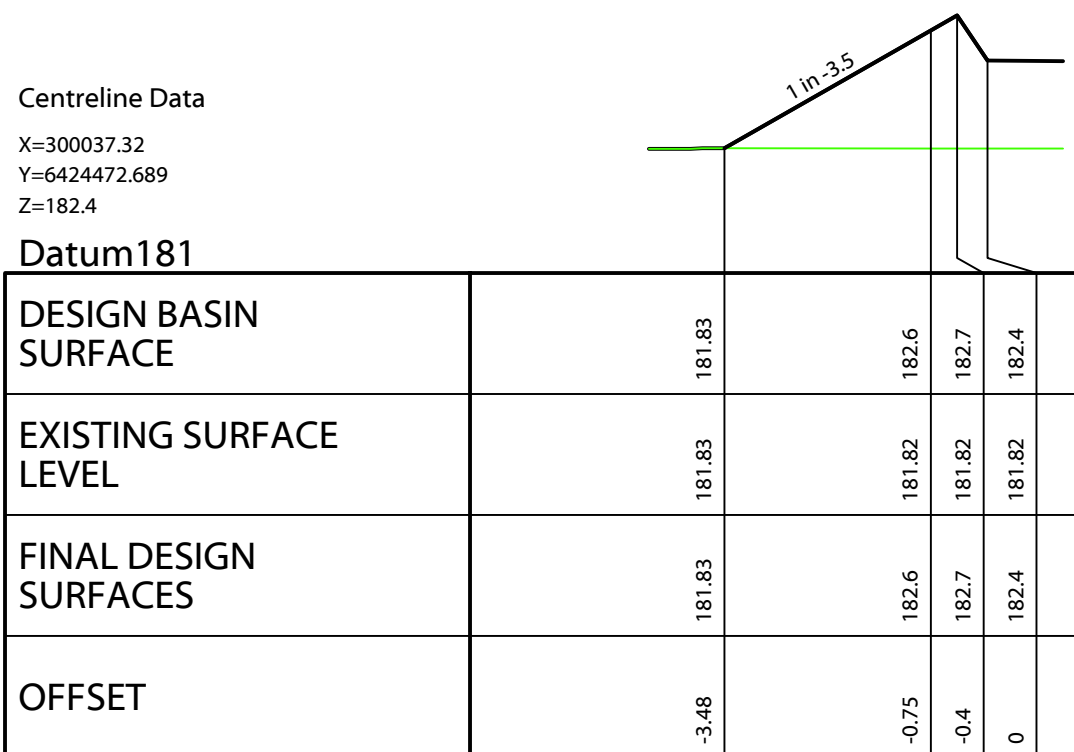 1 in -3.5
Centreline Data
X=300037.32
Y=6424472.689
Z=182.4
Datum181
DESIGN BASIN
SURFACE
181.83
182.6
182.7
182.4
EXISTING SURFACE
LEVEL
181.83
181.82
181.82
181.82
FINAL DESIGN
SURFACES
181.83
182.6
182.7
182.4
OFFSET
-3.48
-0.75
-0.4
0